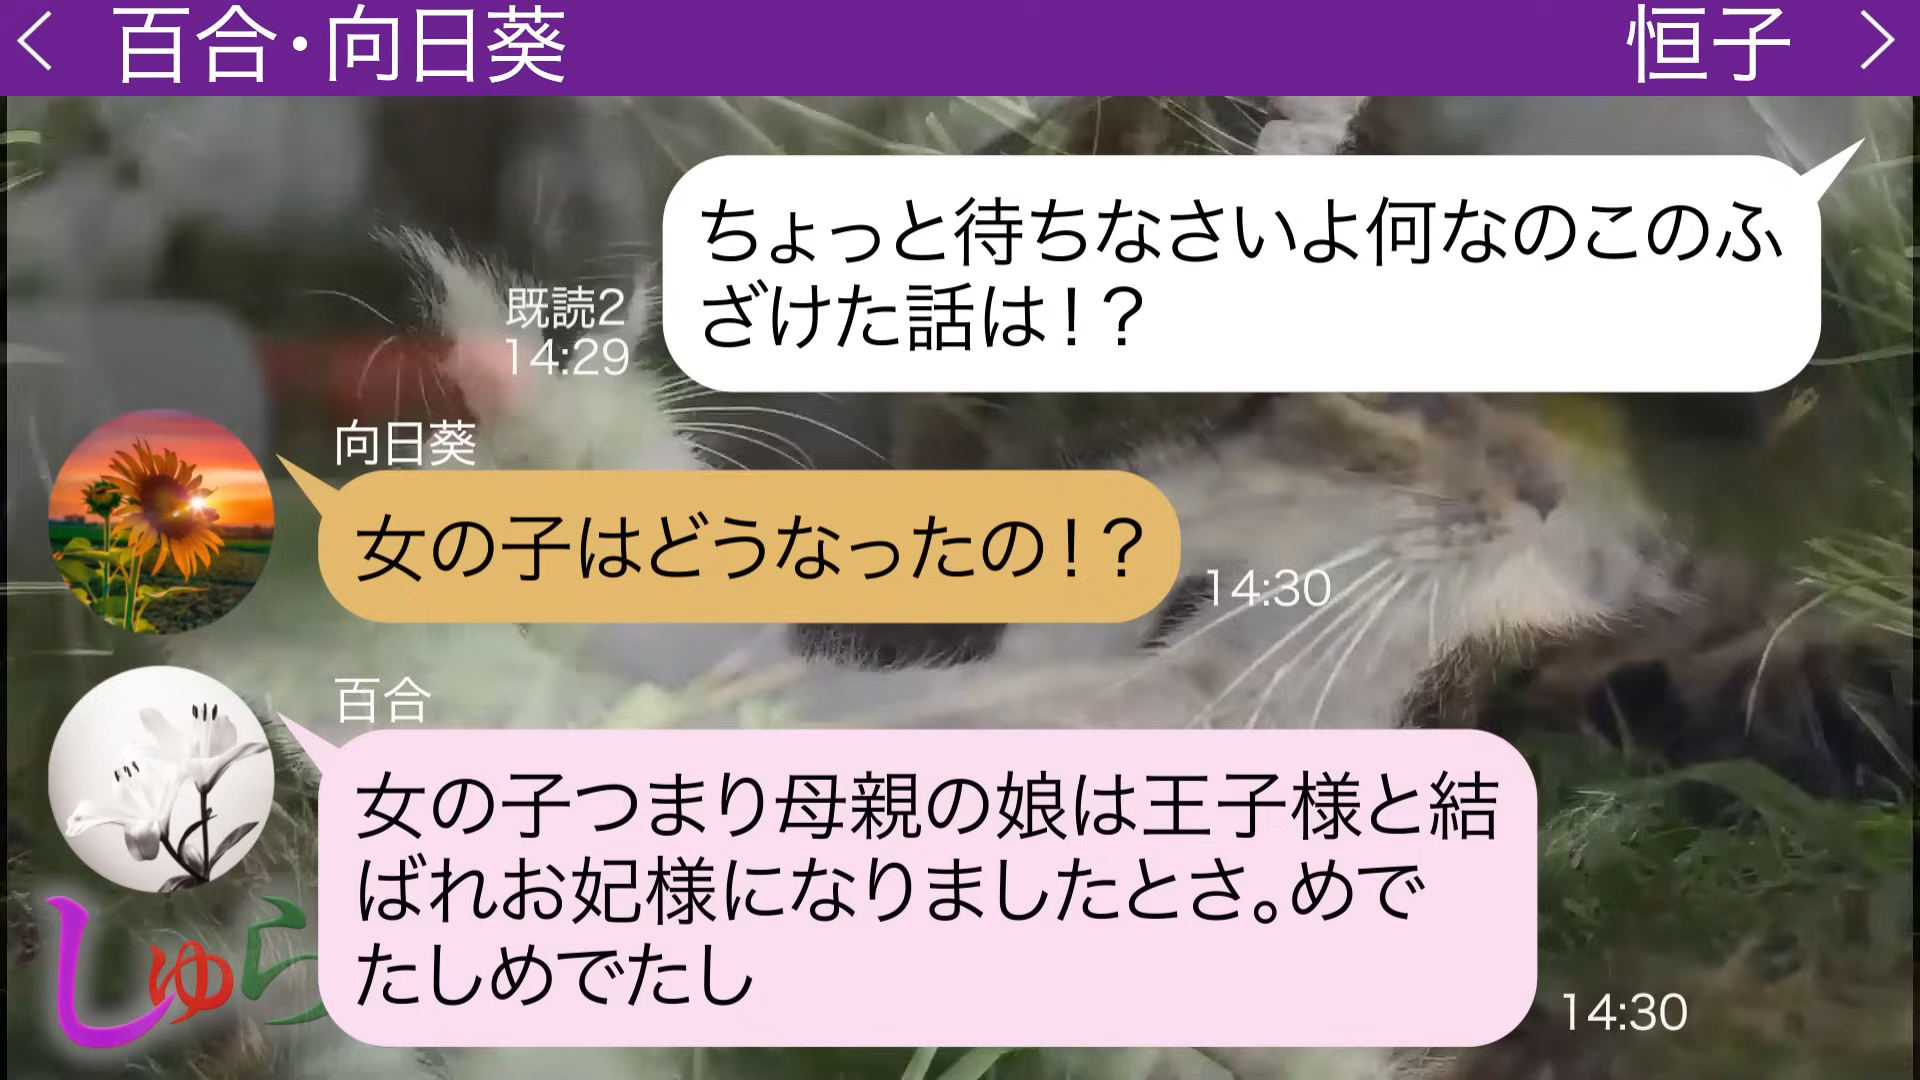 百合・向日葵
恒子
ちょっと待ちなさいよ何なのこのふ
ざけた話は！？
既読2
14:29
向日葵
女の子はどうなったの！？
14:30
百合
女の子つまり母親の娘は王子様と結
ばれお妃様になりましたとさ。めで
たしめでたし
14:30
しゅら